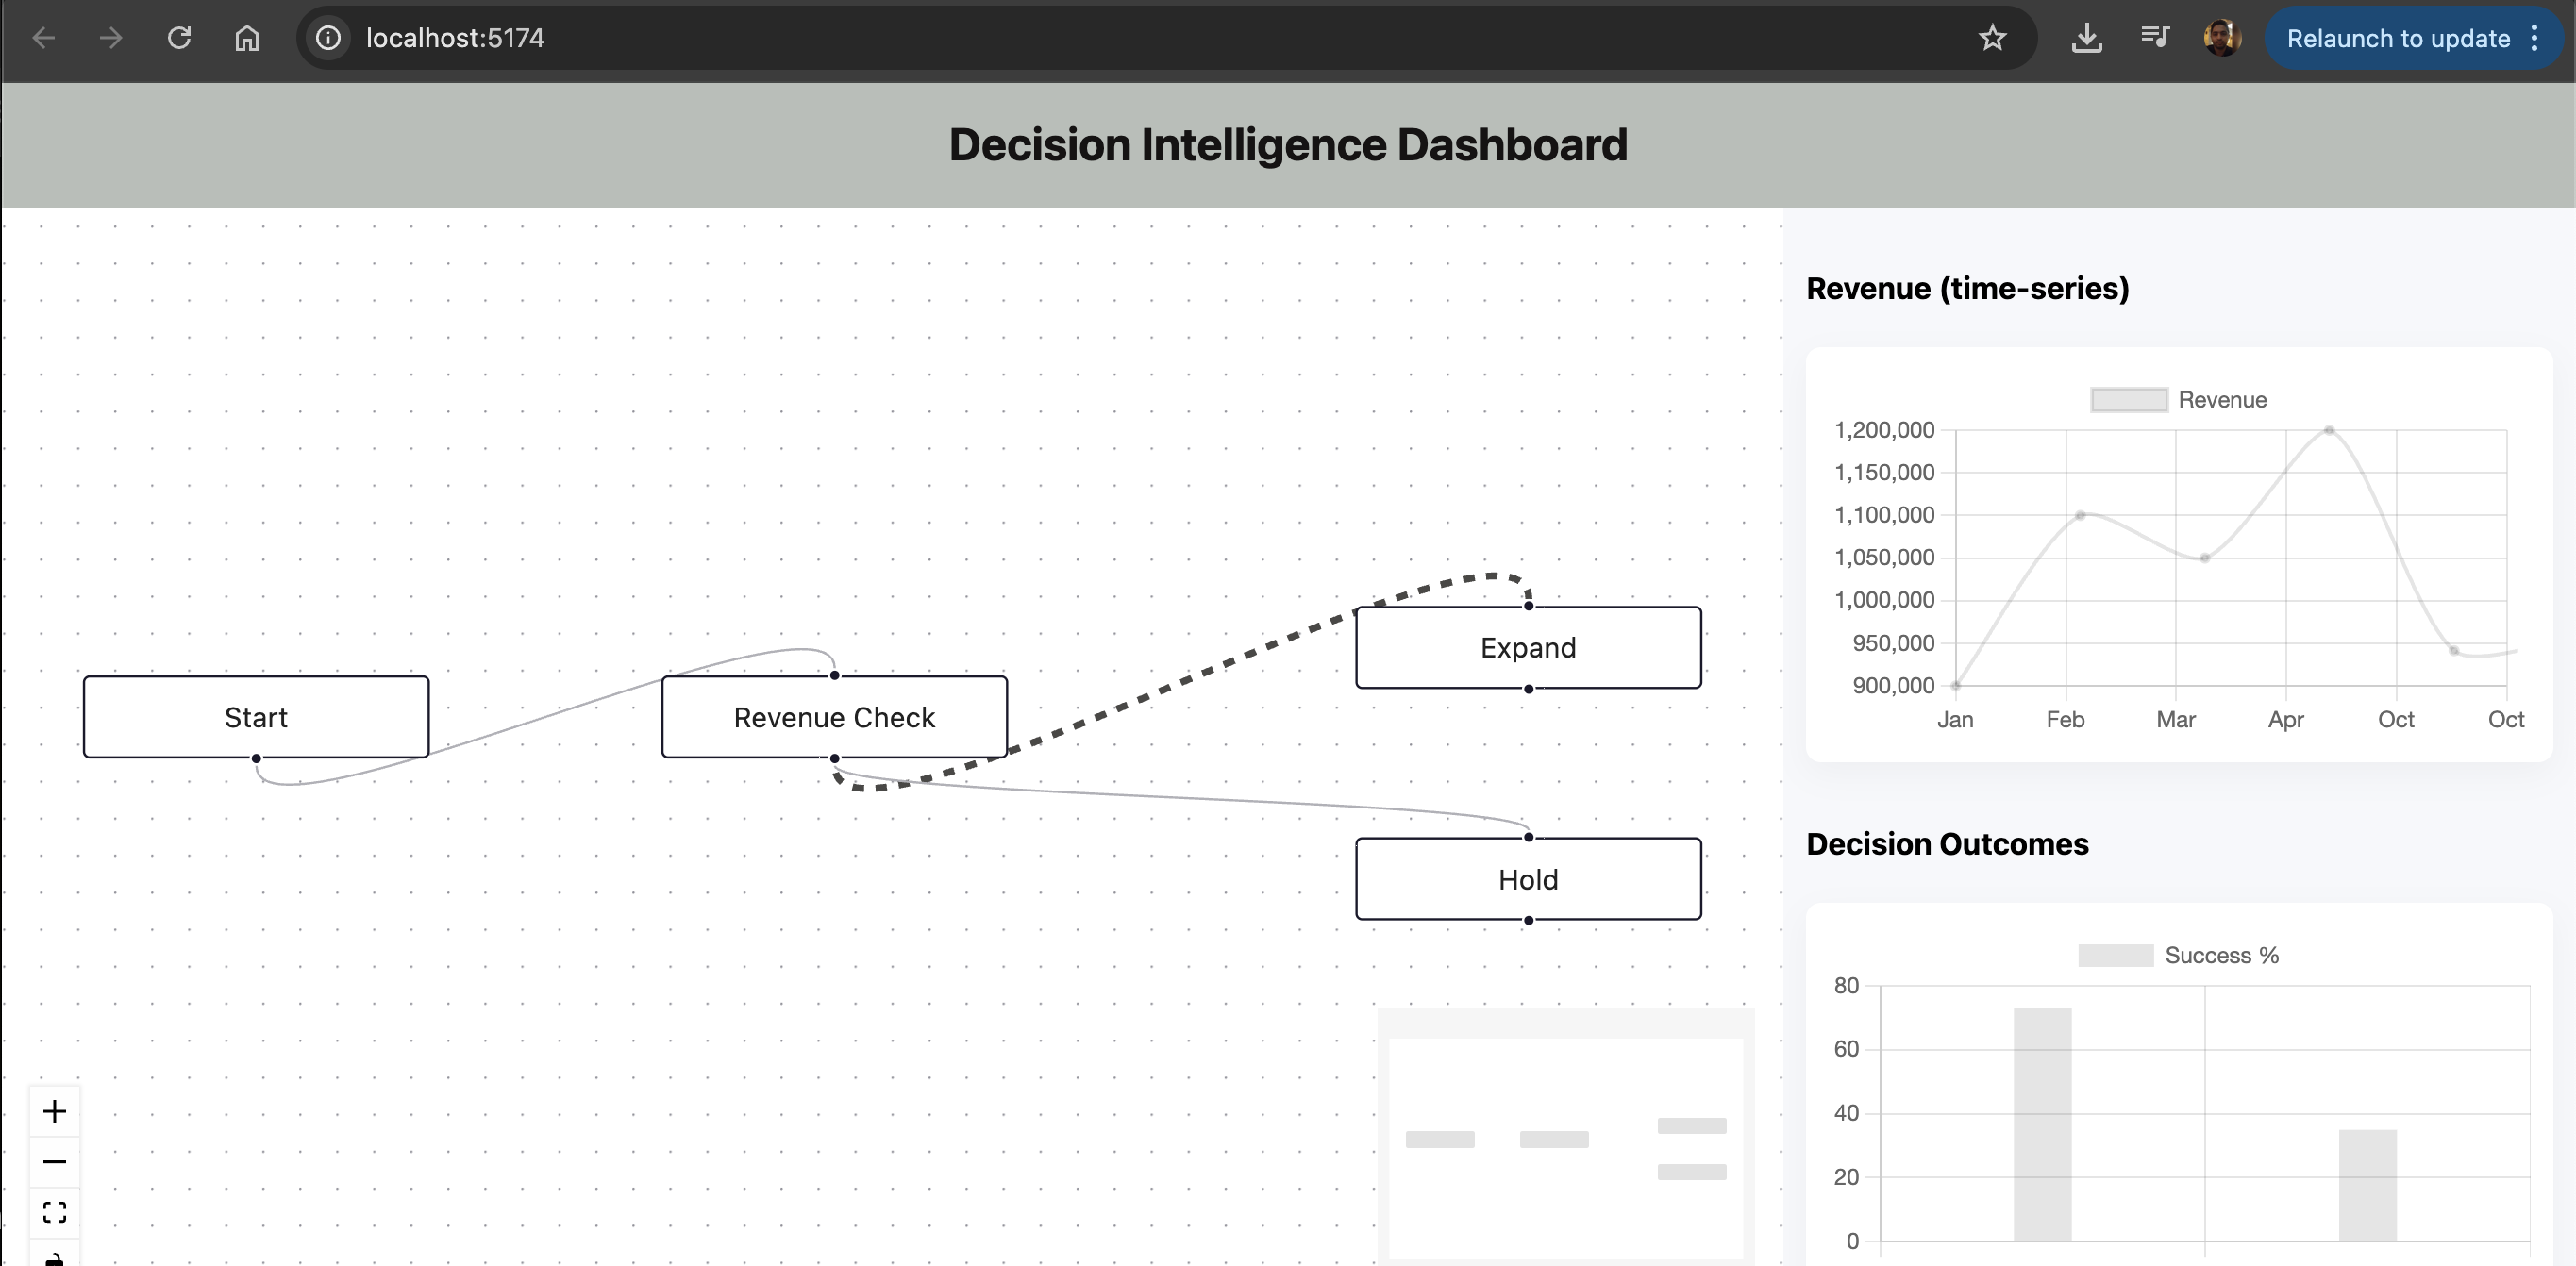 localhost:5174
Relaunch to update
Decision Intelligence Dashboard
Start
Revenue Check
Expand
Hold
Revenue (time-series)
Revenue
1,200,000
1,150,000
1,100,000
1,050,000
1,000,000
950,000
900,000
Jan Feb Mar Apr Oct Oct
Decision Outcomes
Success %
80
60
40
20
0